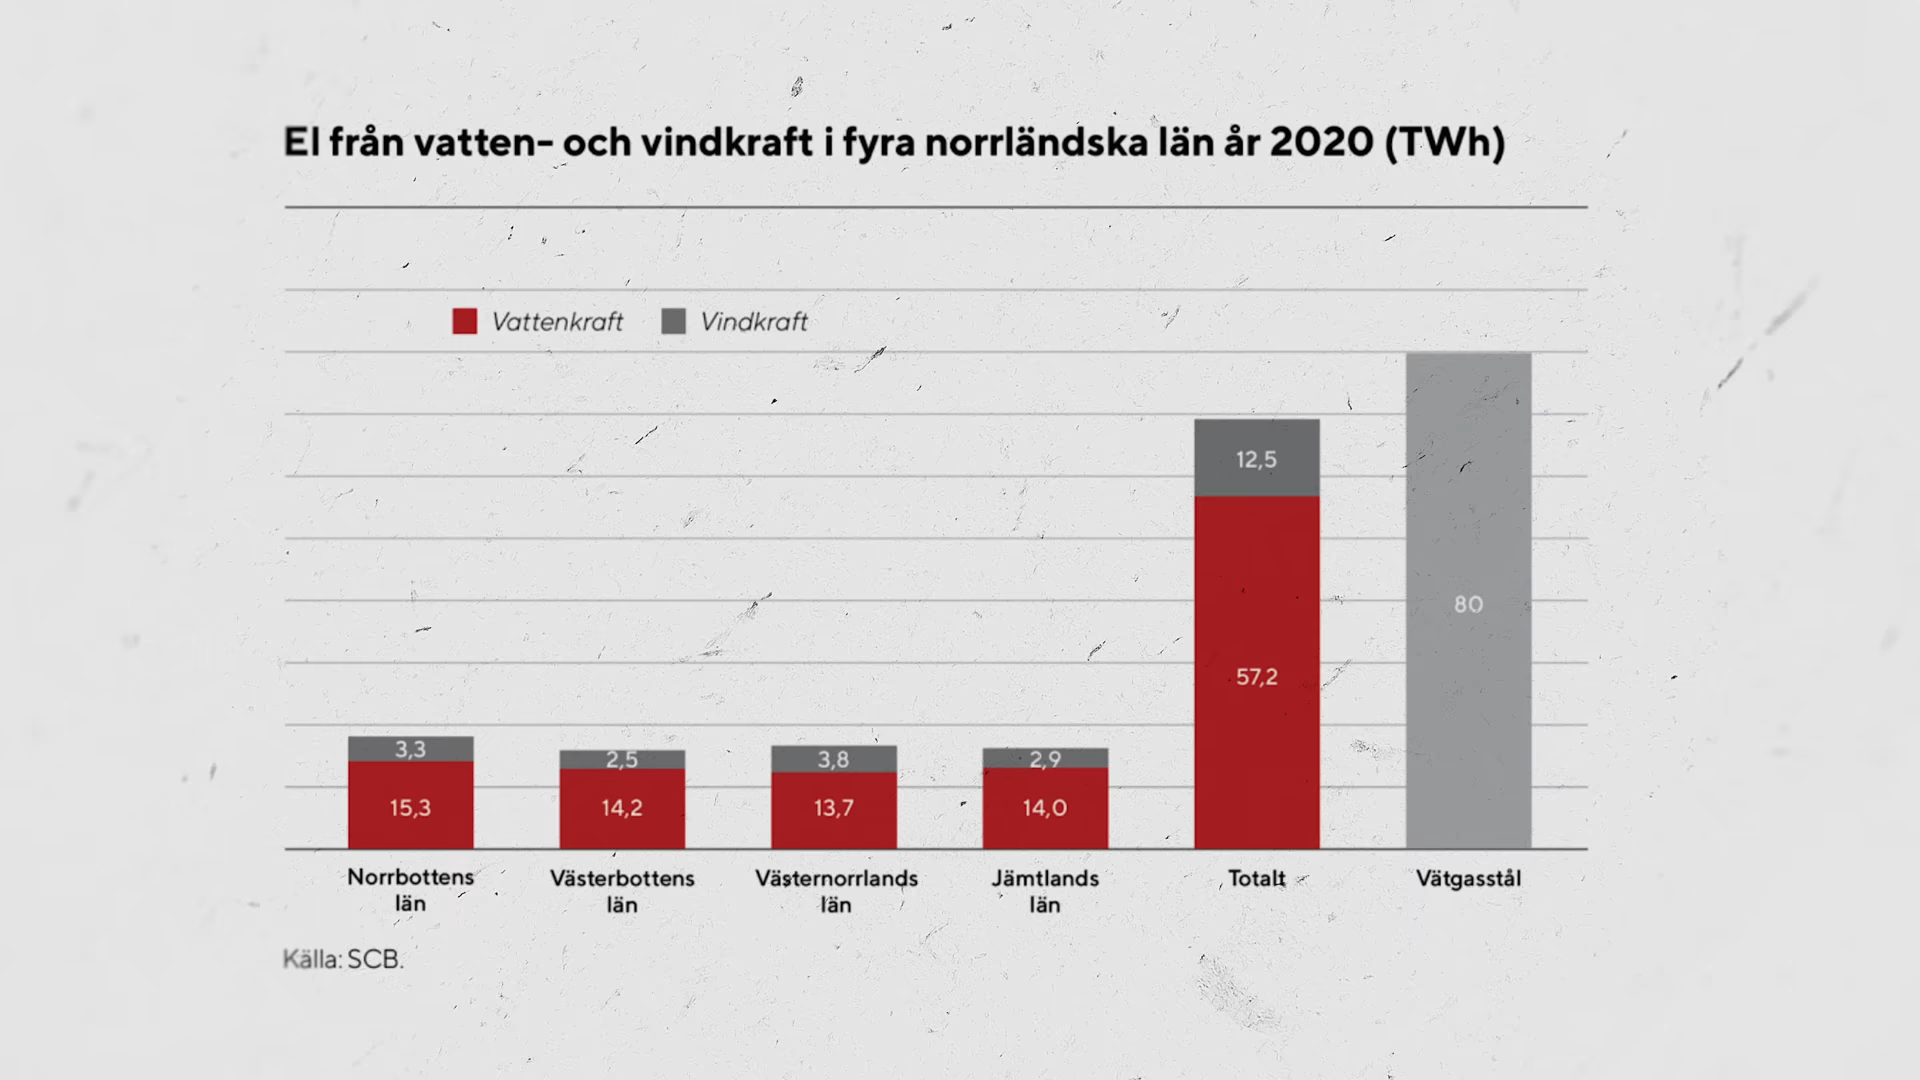 El från vatten- och vindkraft i fyra norrländska län år 2020 (TWh)
Vattenkraft
Vindkraft
12,5
80
57,2
3,3
2,5
3,8
2,9
15,3
14,2
13,7
14,0
Norrbottens
län
Västerbottens
län
Västernorrlands
län
Jämtlands
län
Totalt
Vätgasstål
Källa: SCB.